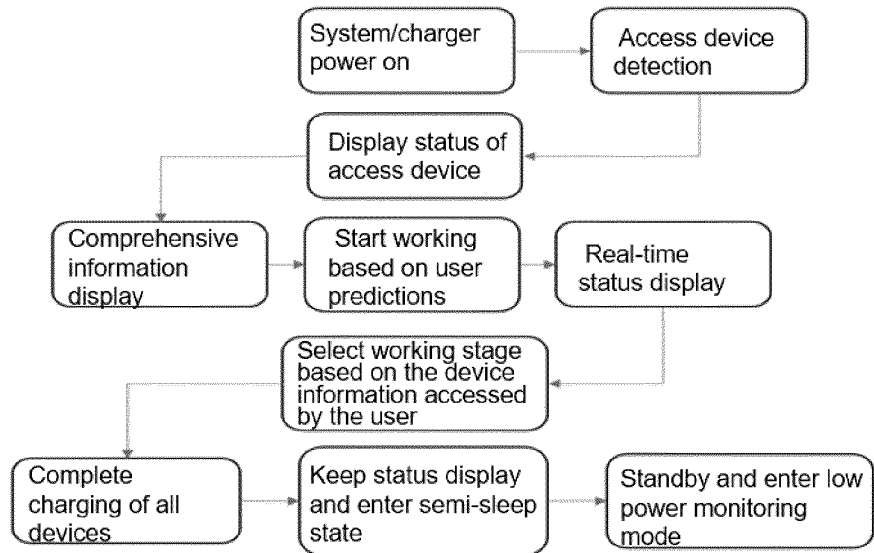 System/charger
power on
Access device
detection
Display status of
access device
Comprehensive
information
display
Start working
based on user
predictions
Real-time
status display
Select working stage
based on the device
information accessed
by the user
Complete
charging of all
devices
Keep status display
and enter semi-sleep
state
Standby and enter low
power monitoring
mode